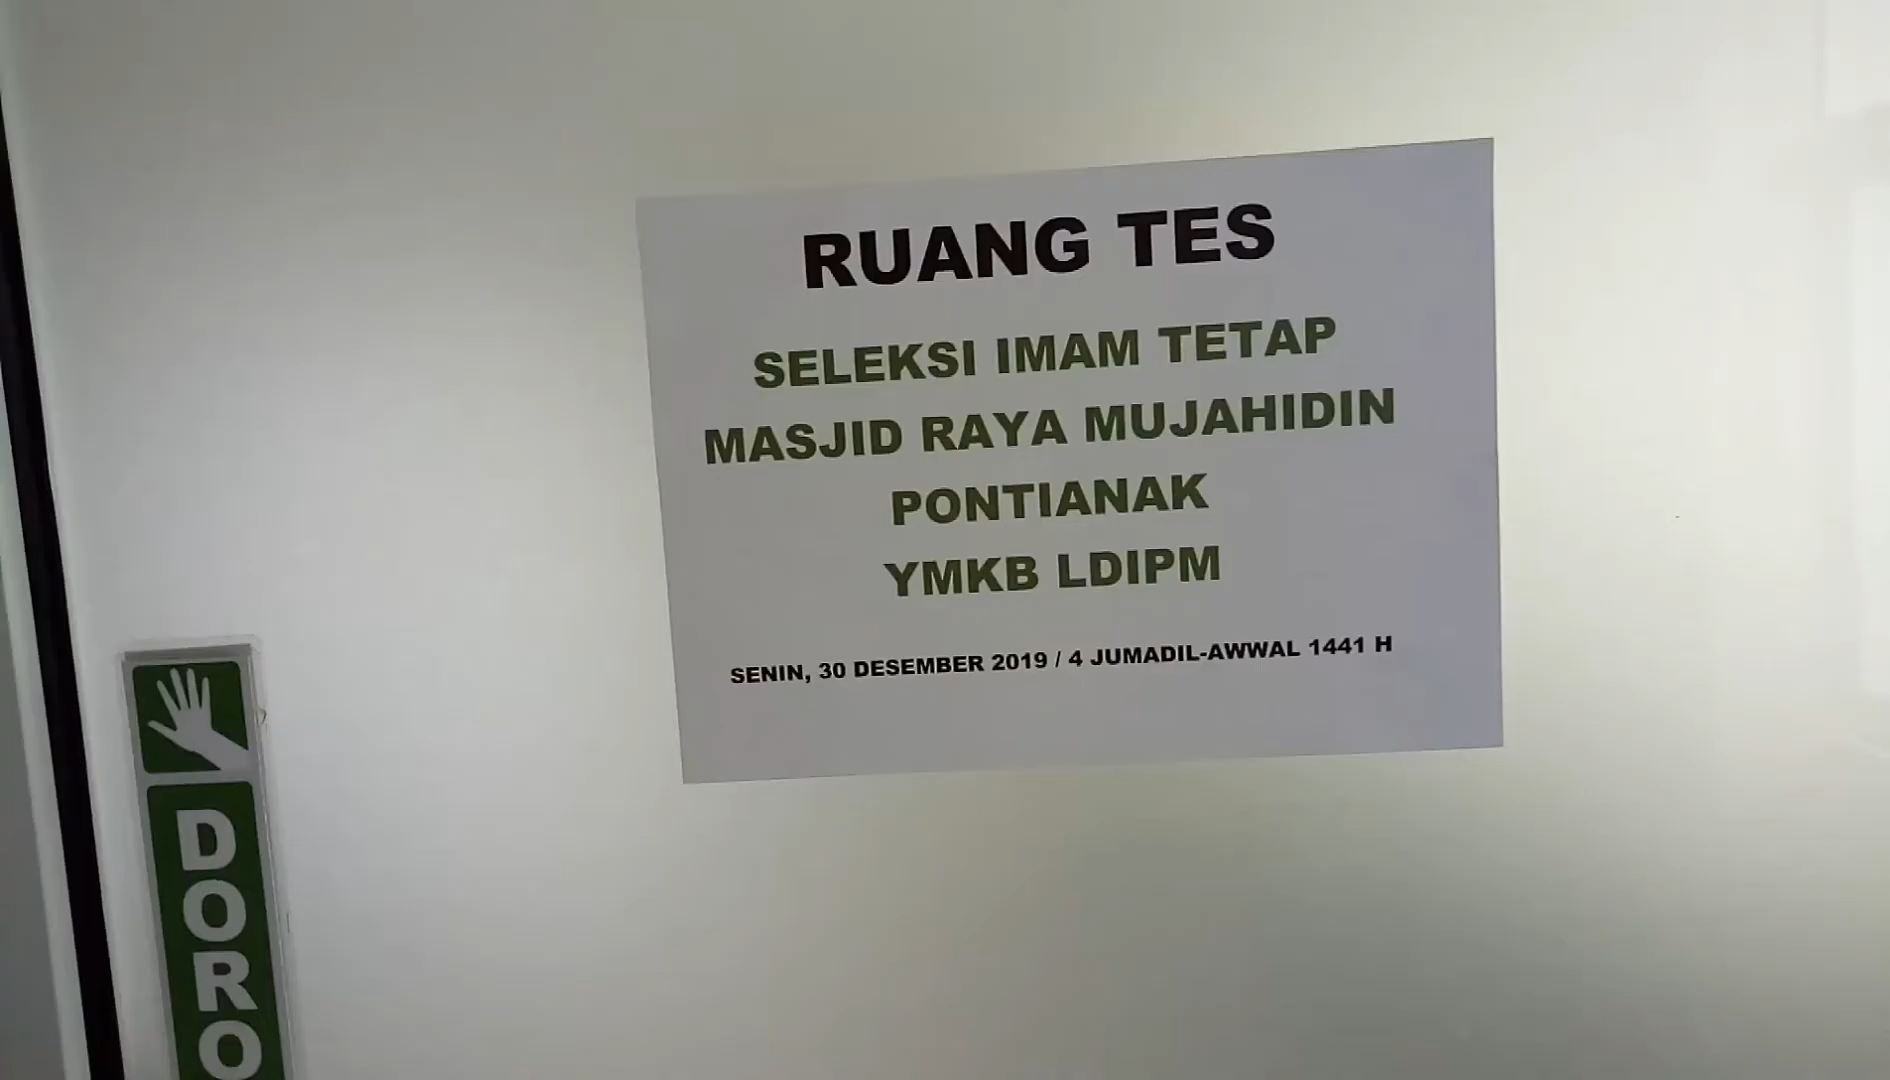 RUANG TES
SELEKSI IMAM TETAP
MASJID RAYA MUJAHIDIN
PONTIANAK
YMKB LDIPM
SENIN, 30 DESEMBER 2019 / 4 JUMADIL-AWWAL 1441 H
DORO